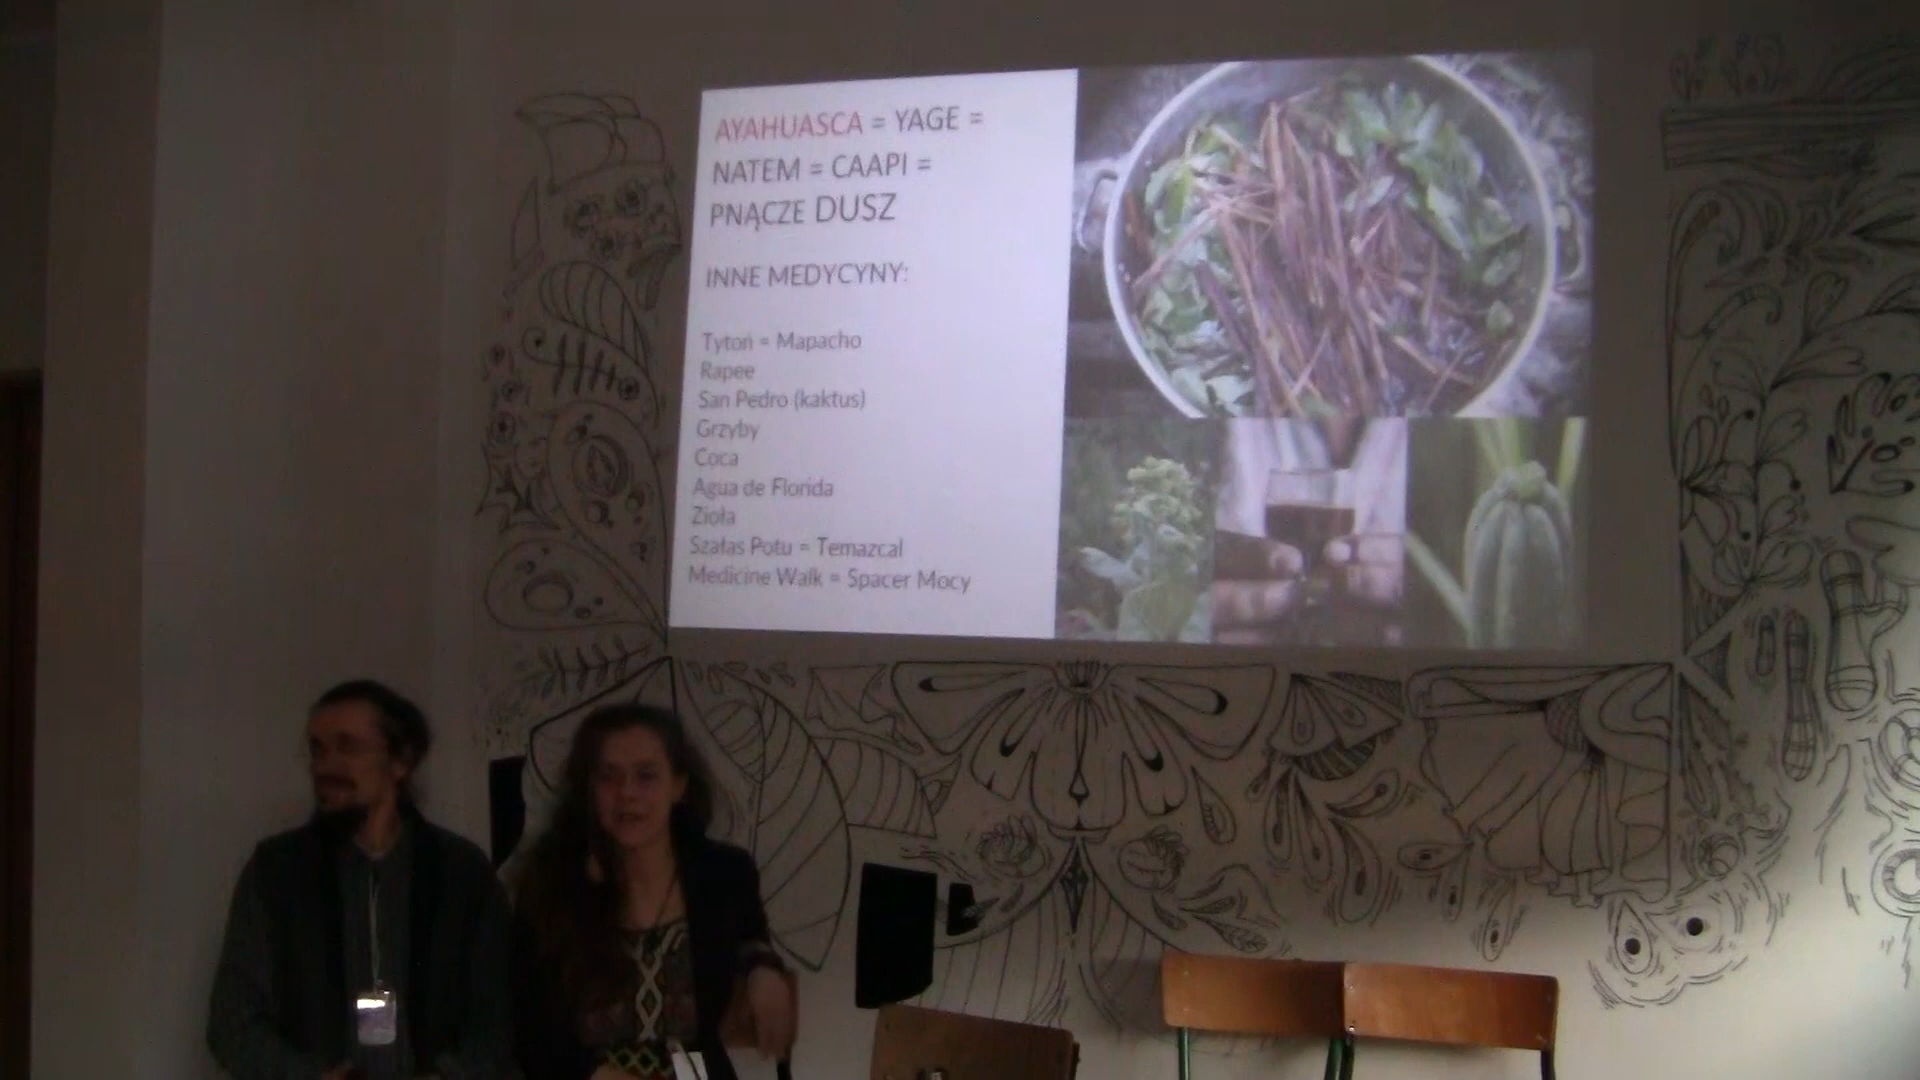 AYAHUASCA = YAGE =
NATEM = CAAPI =
PNĄCZE DUSZ
INNE MEDYCYNY:
Tytoń = Mapacho
Rapee
San Pedro (kaktus)
Grzyby
Coca
Agua de Florida
Zioła
Szałas Potu = Temazcal
Medicine Walk = Spacer Mocy